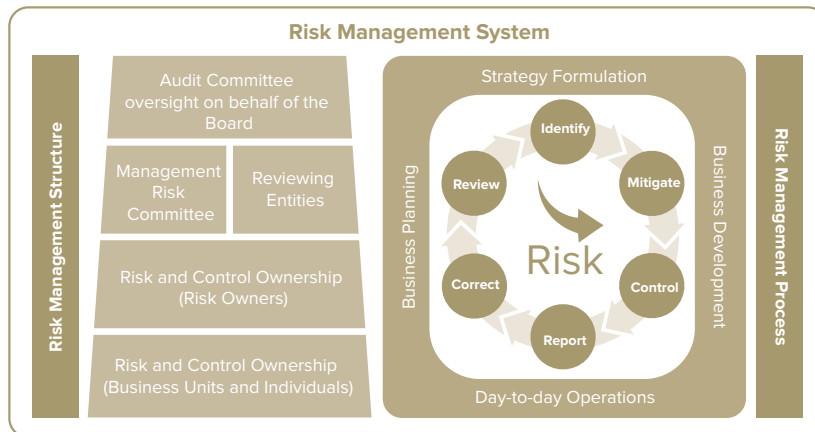 Risk Management System
Risk Management Structure
Audit Committee
oversight on behalf of the
Board
Management
Risk
Committee
Reviewing
Entities
Risk and Control Ownership
(Risk Owners)
Risk and Control Ownership
(Business Units and Individuals)
Strategy Formulation
Business Planning
Identify
Mitigate
Control
Report
Correct
Review
Risk
Business Development
Day-to-day Operations
Risk Management Process